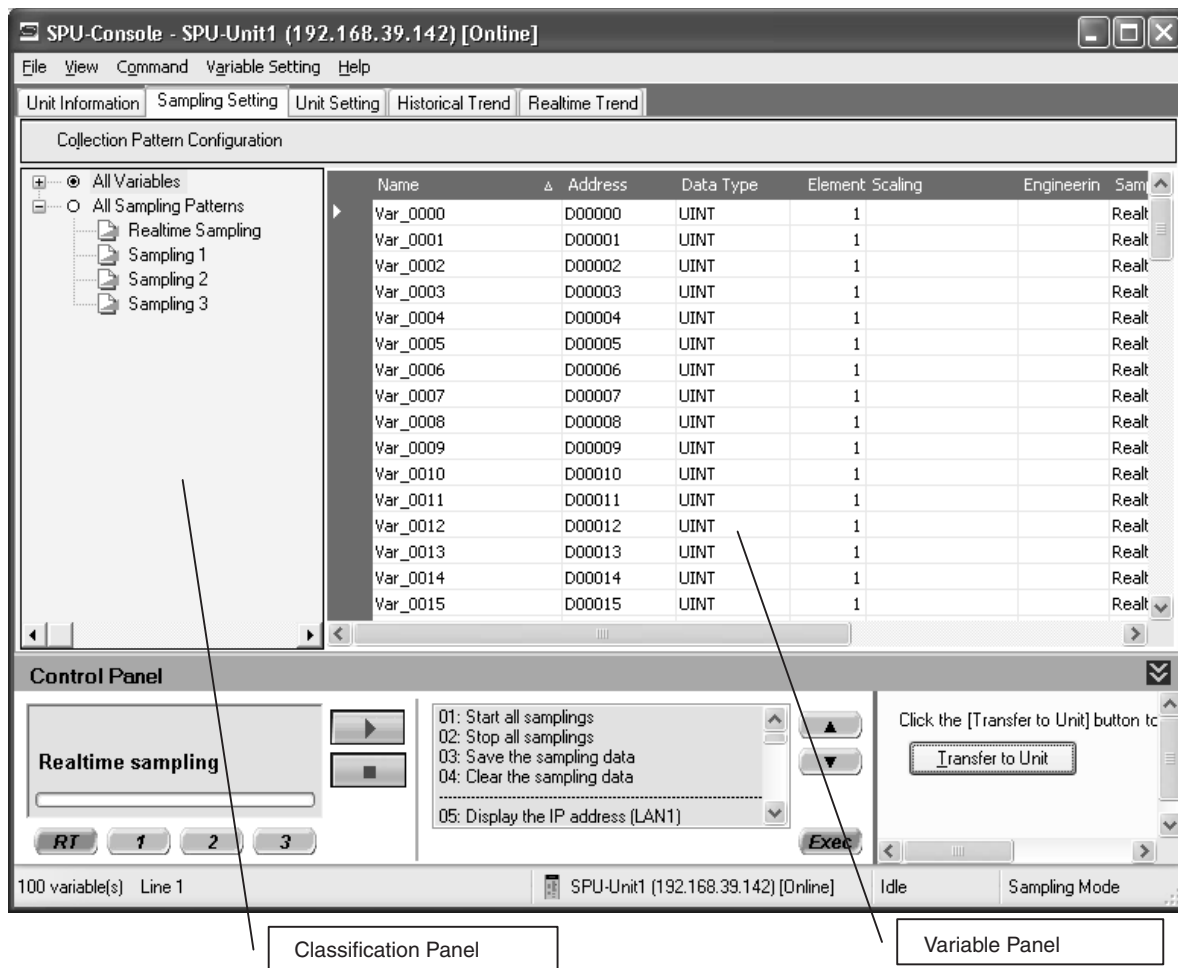 SPU-Console - SPU-Unit1 (192.168.39.142) [Online]
File View Command Variable Setting Help
Unit Information Sampling Setting Unit Setting Historical Trend Realtime Trend
Collection Pattern Configuration
All Variables
All Sampling Patterns
Realtime Sampling
Sampling 1
Sampling 2
Sampling 3
Name Address Data Type Element Scaling Engineerin Sam
Var_0000 D00000 UINT 1 Realt
Var_0001 D00001 UINT 1 Realt
Var_0002 D00002 UINT 1 Realt
Var_0003 D00003 UINT 1 Realt
Var_0004 D00004 UINT 1 Realt
Var_0005 D00005 UINT 1 Realt
Var_0006 D00006 UINT 1 Realt
Var_0007 D00007 UINT 1 Realt
Var_0008 D00008 UINT 1 Realt
Var_0009 D00009 UINT 1 Realt
Var_0010 D00010 UINT 1 Realt
Var_0011 D00011 UINT 1 Realt
Var_0012 D00012 UINT 1 Realt
Var_0013 D00013 UINT 1 Realt
Var_0014 D00014 UINT 1 Realt
Var_0015 D00015 UINT 1 Realt
Control Panel
Realtime sampling
RT 1 2 3
01: Start all samplings
02: Stop all samplings
03: Save the sampling data
04: Clear the sampling data
05: Display the IP address (LAN1)
Exec
Click the [Transfer to Unit] button to
Transfer to Unit
100 variable(s) Line 1 SPU-Unit1 (192.168.39.142) [Online] Idle Sampling Mode
Classification Panel
Variable Panel